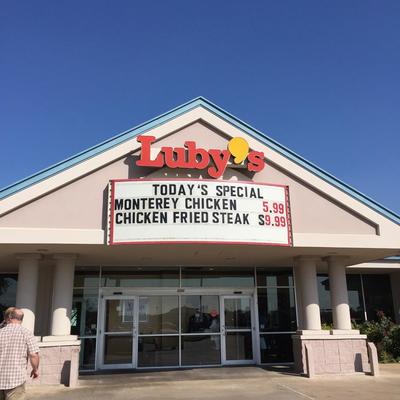 Luby's
TODAY'S SPECIAL
MONTEREY CHICKEN 5.99
CHICKEN FRIED STEAK $9.99